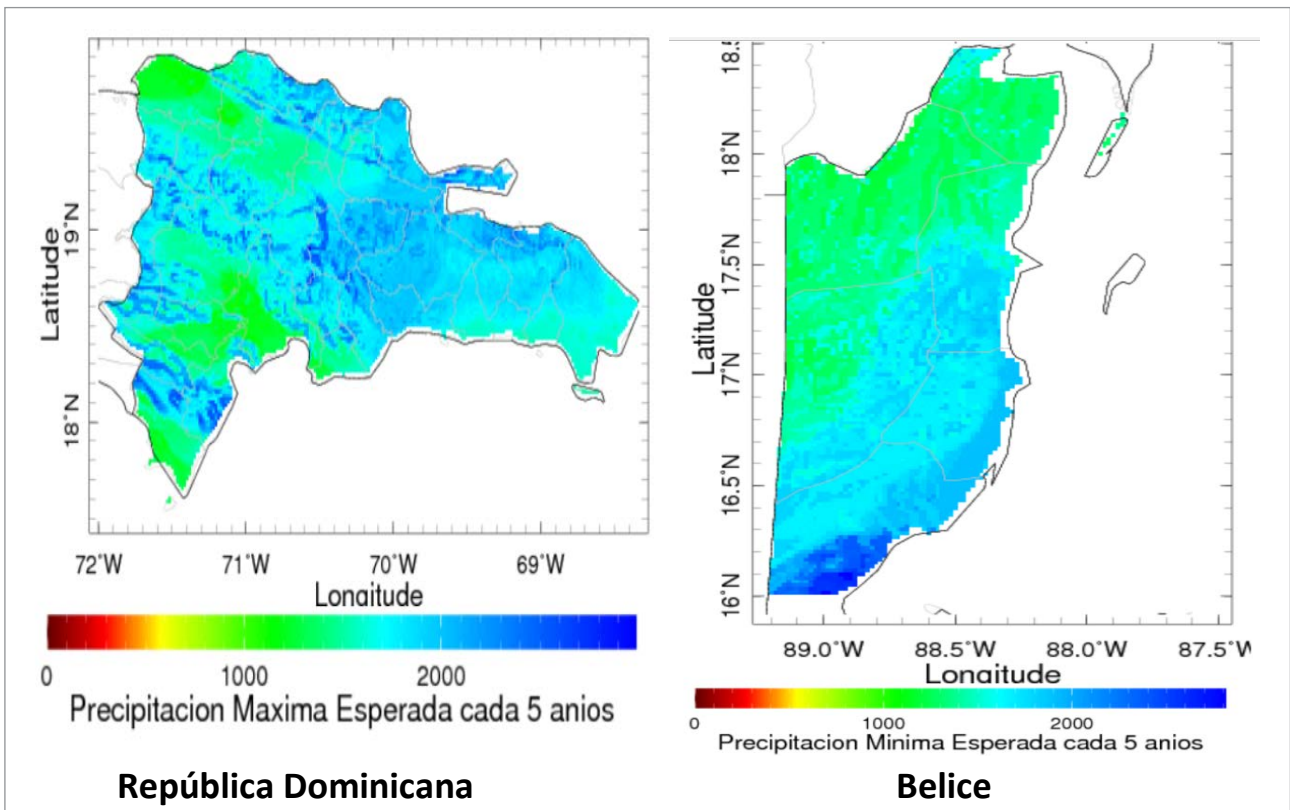 19°N
Latitude
18°N
72°W 71°W 70°W 69°W
Longitude
0 1000 2000
Precipitacion Maxima Esperada cada 5 anios
República Dominicana
18.5
18°N
17.5°N
Latitude
17°N
16.5°N
16°N
89.0°W 88.5°W 88.0°W 87.5°W
Longitude
0 1000 2000
Precipitacion Minima Esperada cada 5 anios
Belice